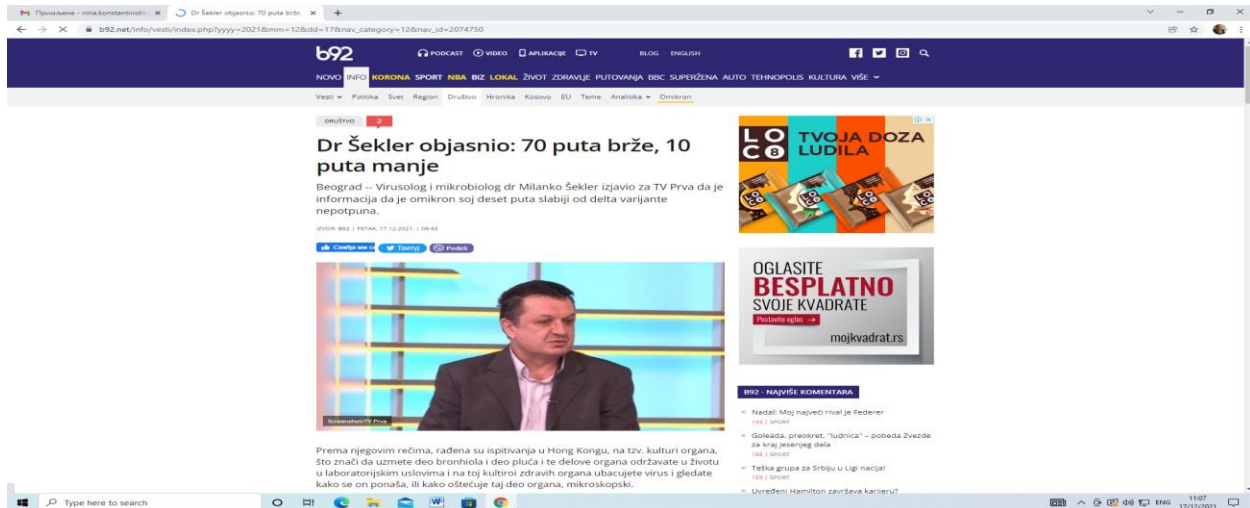 Dr Šekler objasnio: 70 puta brže
b92.net/info/vesti/index.php?yyyy=2021&mm=12&dd=17&nav_category=12&nav_id=2074750
b92 PODCAST VIDEO APLIKACIJE TV BLOG ENGLISH
NOVO INFO KORONA SPORT NBA BIZ LOKAL ŽIVOT ZDRAVLJE PUTOVANJA BBC SUPERŽENA AUTO TEHNOPOLIS KULTURA VIŠE
Vesti Politika Svet Region Društvo Hronika Kosovo EU Teme Analitika Omikron
DRUŠTVO 2
Dr Šekler objasnio: 70 puta brže, 10
puta manje
Beograd -- Virusolog i mikrobiolog dr Milanko Šekler izjavio za TV Prva da je
informacija da je omikron soj deset puta slabiji od delta varijante
nepotpuna.
IZVOR: B92 | PETAK, 17.12.2021. | 09:45
Podeli
Screenshot/TV Prva
Prema njegovim rečima, rađena su ispitivanja u Hong Kongu, na tzv. kulturi organa,
što znači da uzmete deo bronhiola i deo pluća i te delove organa održavate u životu
u laboratorijskim uslovima i na toj kultiroi zdravih organa ubacujete virus i gledate
kako se on ponaša, ili kako oštećuje taj deo organa, mikroskopski.
LOCO8
TVOJA DOZA
LUDILA
OGLASITE
BESPLATNO
SVOJE KVADRATE
Postavite oglas
mojkvadrat.rs
B92 - NAJVIŠE KOMENTARA
Nadal: Moj najveći rival je Federer
SPORT
Goleada, preokret, "ludnica" – pobeda Zvezde
za kraj jesenjeg dela
SPORT
Teška grupa za Srbiju u Ligi nacija!
SPORT
Uvređeni Hamilton završava karijeru?
Type here to search
ENG
11:07
17/12/2021